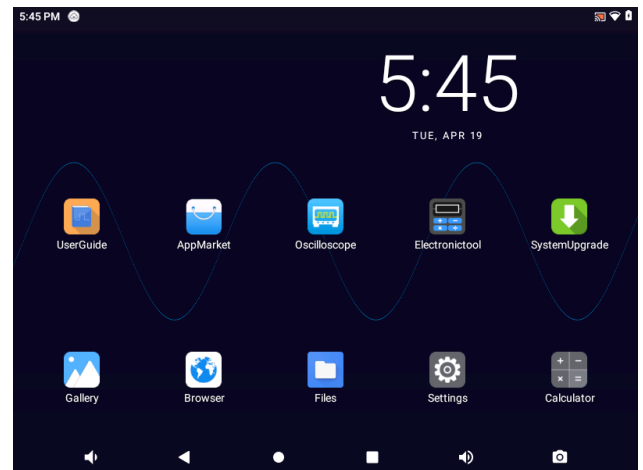 5:45 PM
5:45
TUE, APR 19
UserGuide
AppMarket
Oscilloscope
Electronictool
SystemUpgrade
Gallery
Browser
Files
Settings
Calculator